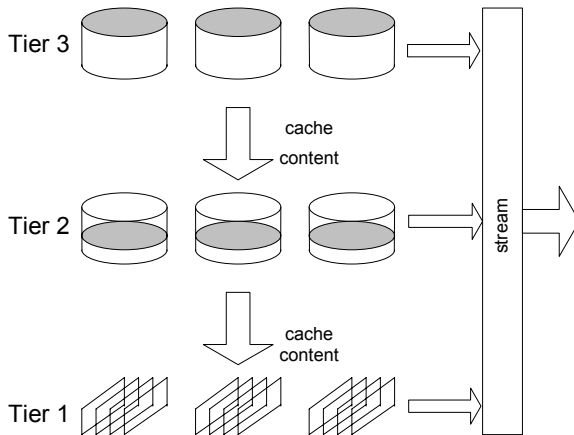 Tier 3
cache
content
Tier 2
stream
cache
content
Tier 1